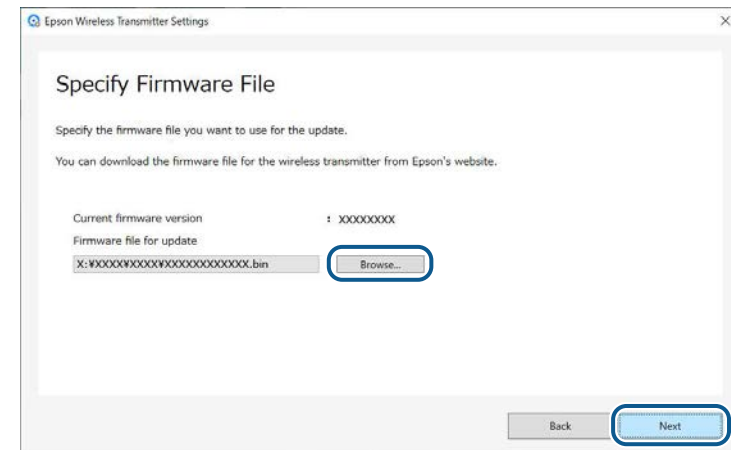 Epson Wireless Transmitter Settings
Specify Firmware File
Specify the firmware file you want to use for the update.
You can download the firmware file for the wireless transmitter from Epson's website.
Current firmware version : XXXXXXXX
Firmware file for update
X:¥XXXX¥XXXX¥XXXXXXXXXXXX.bin Browse...
Back Next